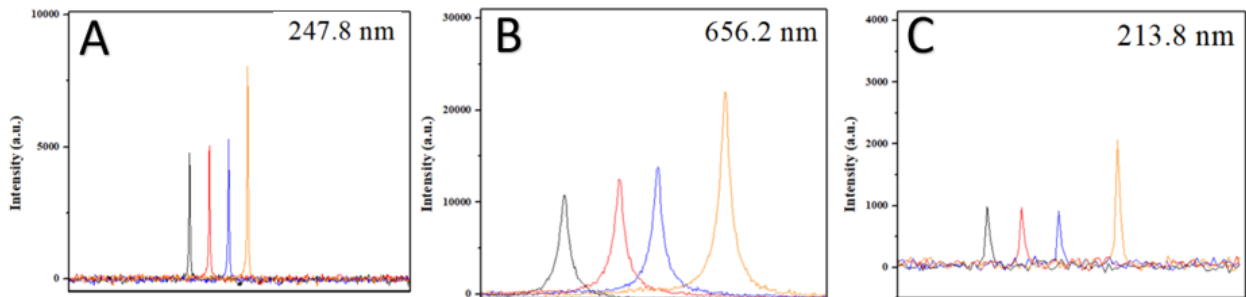 A
247.8 nm
10000
5000
0
Intensity (a.u.)
B
656.2 nm
30000
20000
10000
0
Intensity (a.u.)
C
213.8 nm
4000
3000
2000
1000
0
Intensity (a.u.)